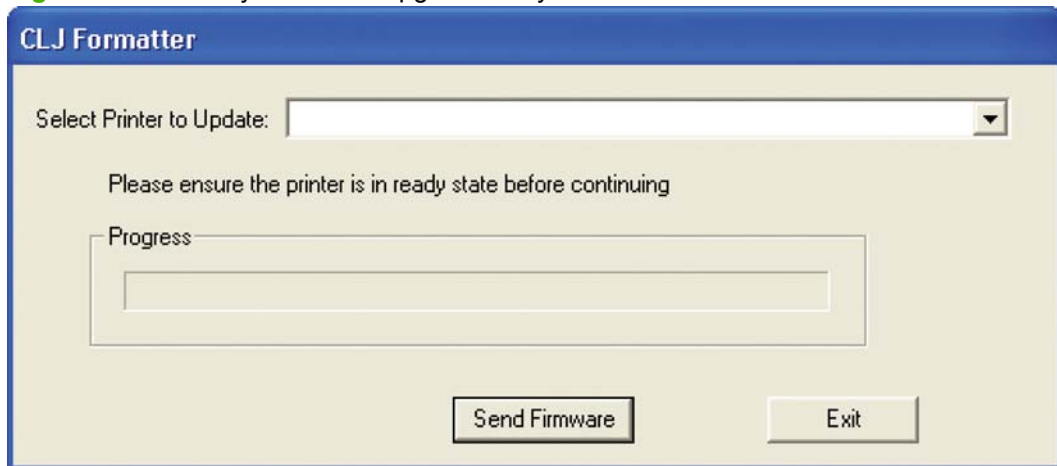 CLJ Formatter
Select Printer to Update:
Please ensure the printer is in ready state before continuing
Progress
Send Firmware
Exit